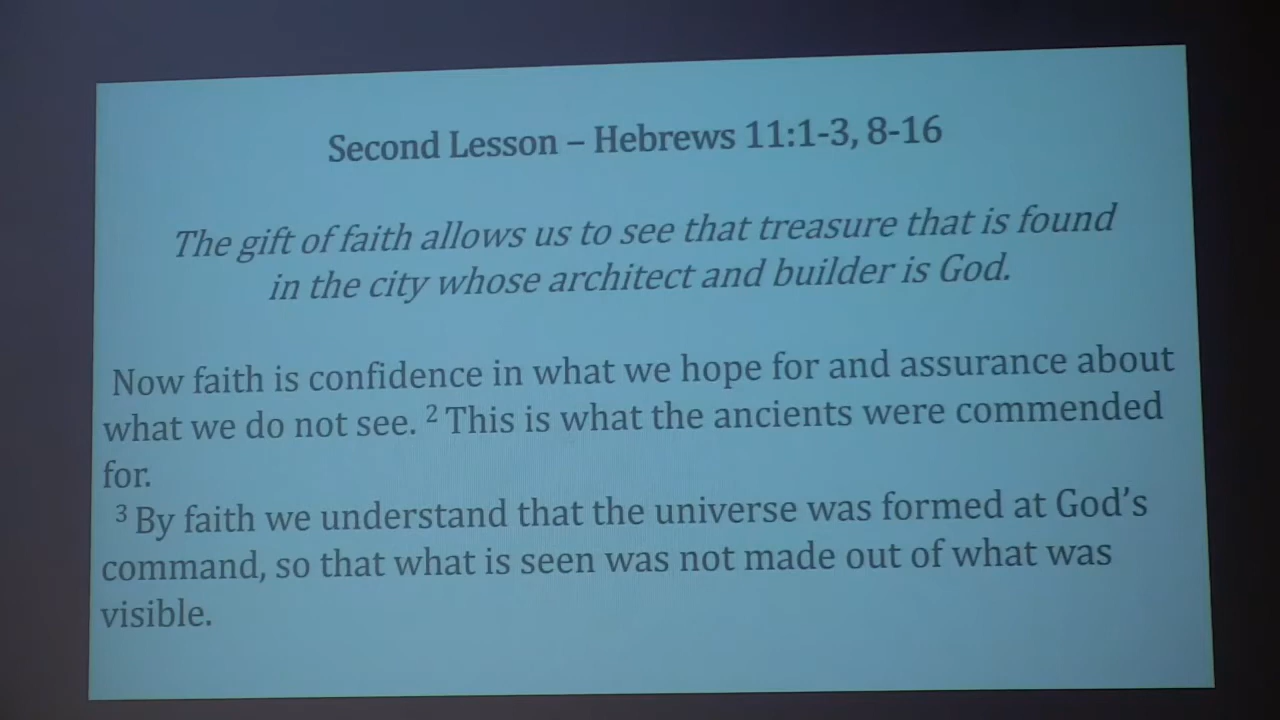 Second Lesson – Hebrews 11:1-3, 8-16
The gift of faith allows us to see that treasure that is found
in the city whose architect and builder is God.
Now faith is confidence in what we hope for and assurance about
what we do not see. ² This is what the ancients were commended
for.
³ By faith we understand that the universe was formed at God’s
command, so that what is seen was not made out of what was
visible.